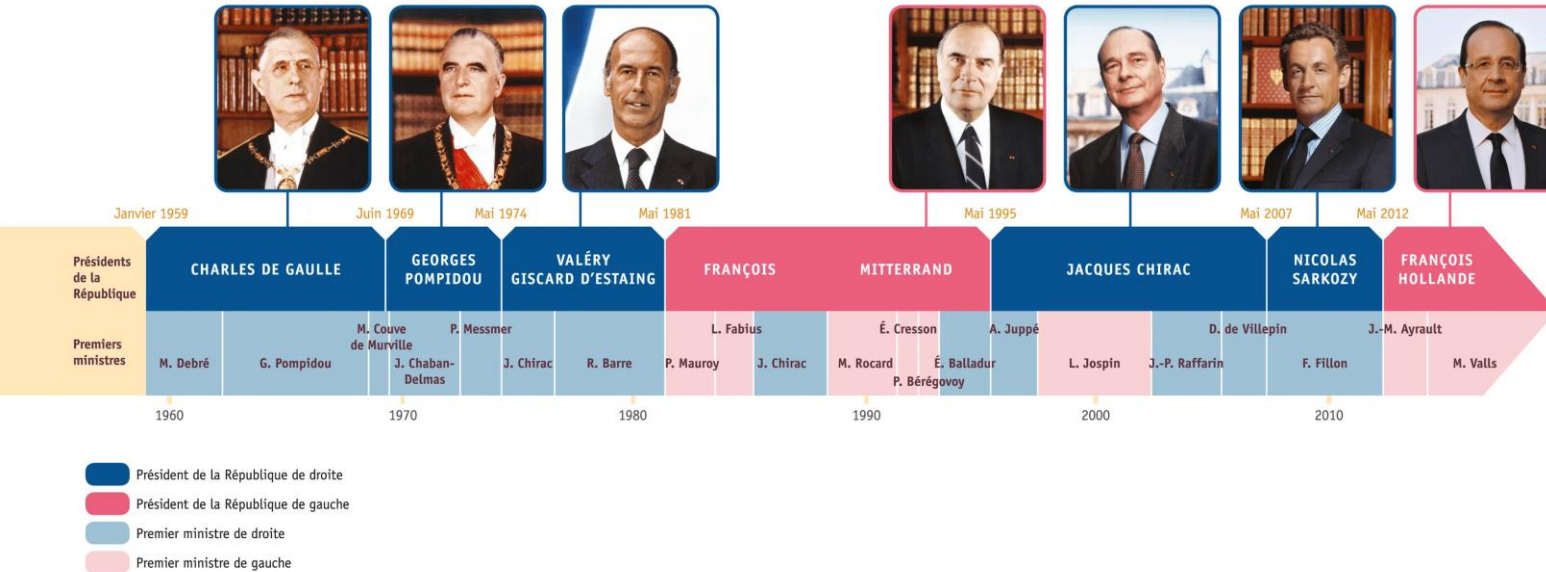 Janvier 1959
Juin 1969
Mai 1974
Mai 1981
Mai 1995
Mai 2007
Mai 2012
Présidents
de la
République
CHARLES DE GAULLE
GEORGES
POMPIDOU
VALÉRY
GISCARD D'ESTAING
FRANÇOIS MITTERRAND
JACQUES CHIRAC
NICOLAS
SARKOZY
FRANÇOIS
HOLLANDE
Premiers
ministres
M. Debré
G. Pompidou
M. Couve
de Murville
J. Chaban-
Delmas
P. Messmer
J. Chirac
R. Barre
P. Mauroy
L. Fabius
J. Chirac
M. Rocard
É. Cresson
P. Bérégovoy
É. Balladur
A. Juppé
L. Jospin
J.-P. Raffarin
D. de Villepin
F. Fillon
J.-M. Ayrault
M. Valls
1960
1970
1980
1990
2000
2010
Président de la République de droite
Président de la République de gauche
Premier ministre de droite
Premier ministre de gauche